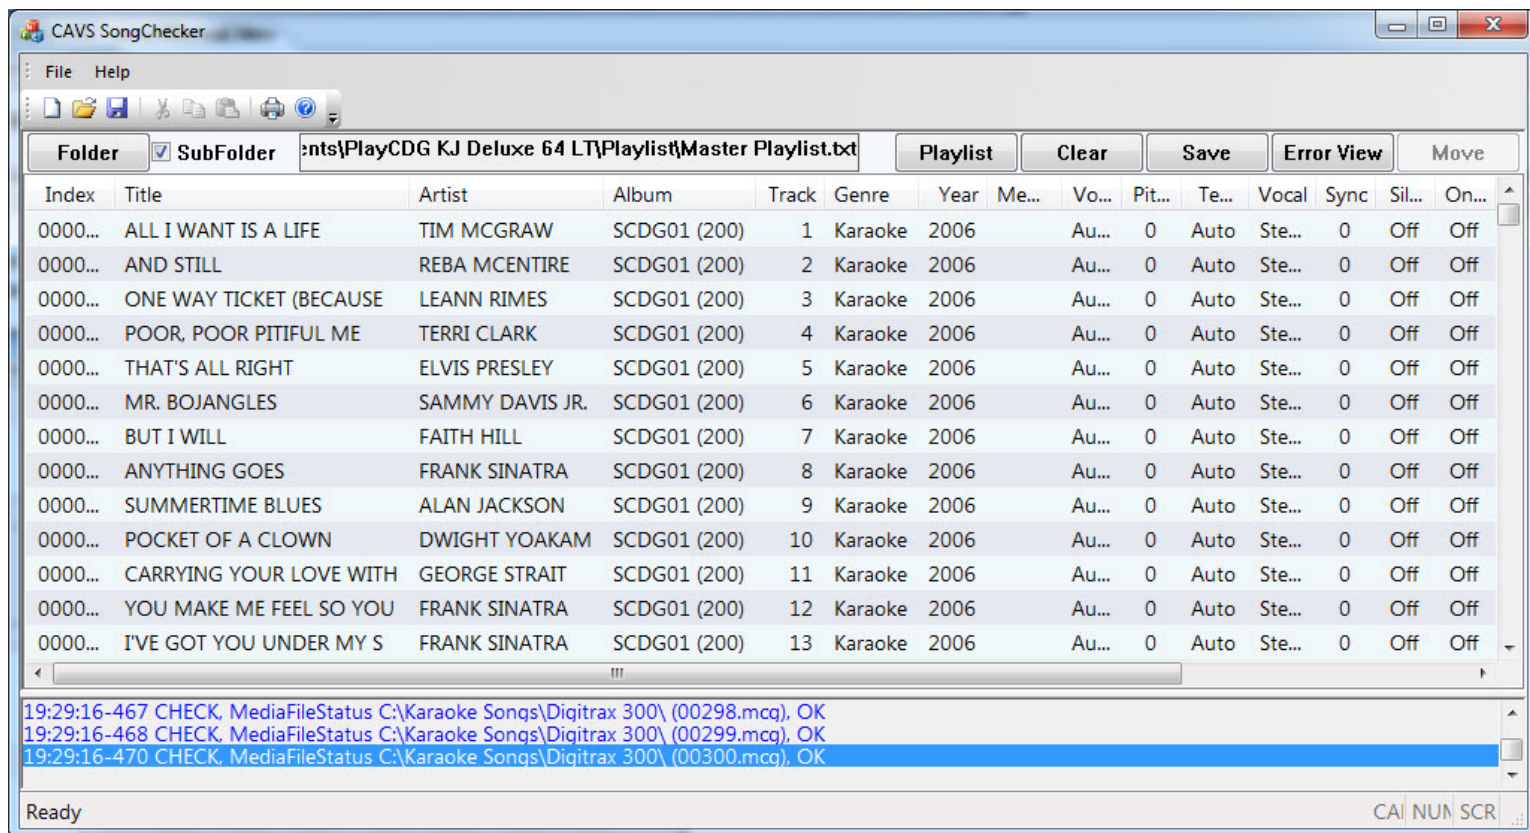 CAVS SongChecker
File Help
Folder SubFolder ents\PlayCDG KJ Deluxe 64 LT\Playlist\Master Playlist.txt Playlist Clear Save Error View Move
Index Title Artist Album Track Genre Year Me... Vo... Pit... Te... Vocal Sync Sil... On...
0000... ALL I WANT IS A LIFE TIM MCGRAW SCDG01 (200) 1 Karaoke 2006 Au... 0 Auto Ste... 0 Off Off
0000... AND STILL REBA MCENTIRE SCDG01 (200) 2 Karaoke 2006 Au... 0 Auto Ste... 0 Off Off
0000... ONE WAY TICKET (BECAUSE LEANN RIMES SCDG01 (200) 3 Karaoke 2006 Au... 0 Auto Ste... 0 Off Off
0000... POOR, POOR PITIFUL ME TERRI CLARK SCDG01 (200) 4 Karaoke 2006 Au... 0 Auto Ste... 0 Off Off
0000... THAT'S ALL RIGHT ELVIS PRESLEY SCDG01 (200) 5 Karaoke 2006 Au... 0 Auto Ste... 0 Off Off
0000... MR. BOJANGLES SAMMY DAVIS JR. SCDG01 (200) 6 Karaoke 2006 Au... 0 Auto Ste... 0 Off Off
0000... BUT I WILL FAITH HILL SCDG01 (200) 7 Karaoke 2006 Au... 0 Auto Ste... 0 Off Off
0000... ANYTHING GOES FRANK SINATRA SCDG01 (200) 8 Karaoke 2006 Au... 0 Auto Ste... 0 Off Off
0000... SUMMERTIME BLUES ALAN JACKSON SCDG01 (200) 9 Karaoke 2006 Au... 0 Auto Ste... 0 Off Off
0000... POCKET OF A CLOWN DWIGHT YOAKAM SCDG01 (200) 10 Karaoke 2006 Au... 0 Auto Ste... 0 Off Off
0000... CARRYING YOUR LOVE WITH GEORGE STRAIT SCDG01 (200) 11 Karaoke 2006 Au... 0 Auto Ste... 0 Off Off
0000... YOU MAKE ME FEEL SO YOU FRANK SINATRA SCDG01 (200) 12 Karaoke 2006 Au... 0 Auto Ste... 0 Off Off
0000... I'VE GOT YOU UNDER MY S FRANK SINATRA SCDG01 (200) 13 Karaoke 2006 Au... 0 Auto Ste... 0 Off Off
19:29:16-467 CHECK, MediaFileStatus C:\Karaoke Songs\Digitrax 300\ (00298.mcg), OK
19:29:16-468 CHECK, MediaFileStatus C:\Karaoke Songs\Digitrax 300\ (00299.mcg), OK
19:29:16-470 CHECK, MediaFileStatus C:\Karaoke Songs\Digitrax 300\ (00300.mcg), OK
Ready CA NUM SCR